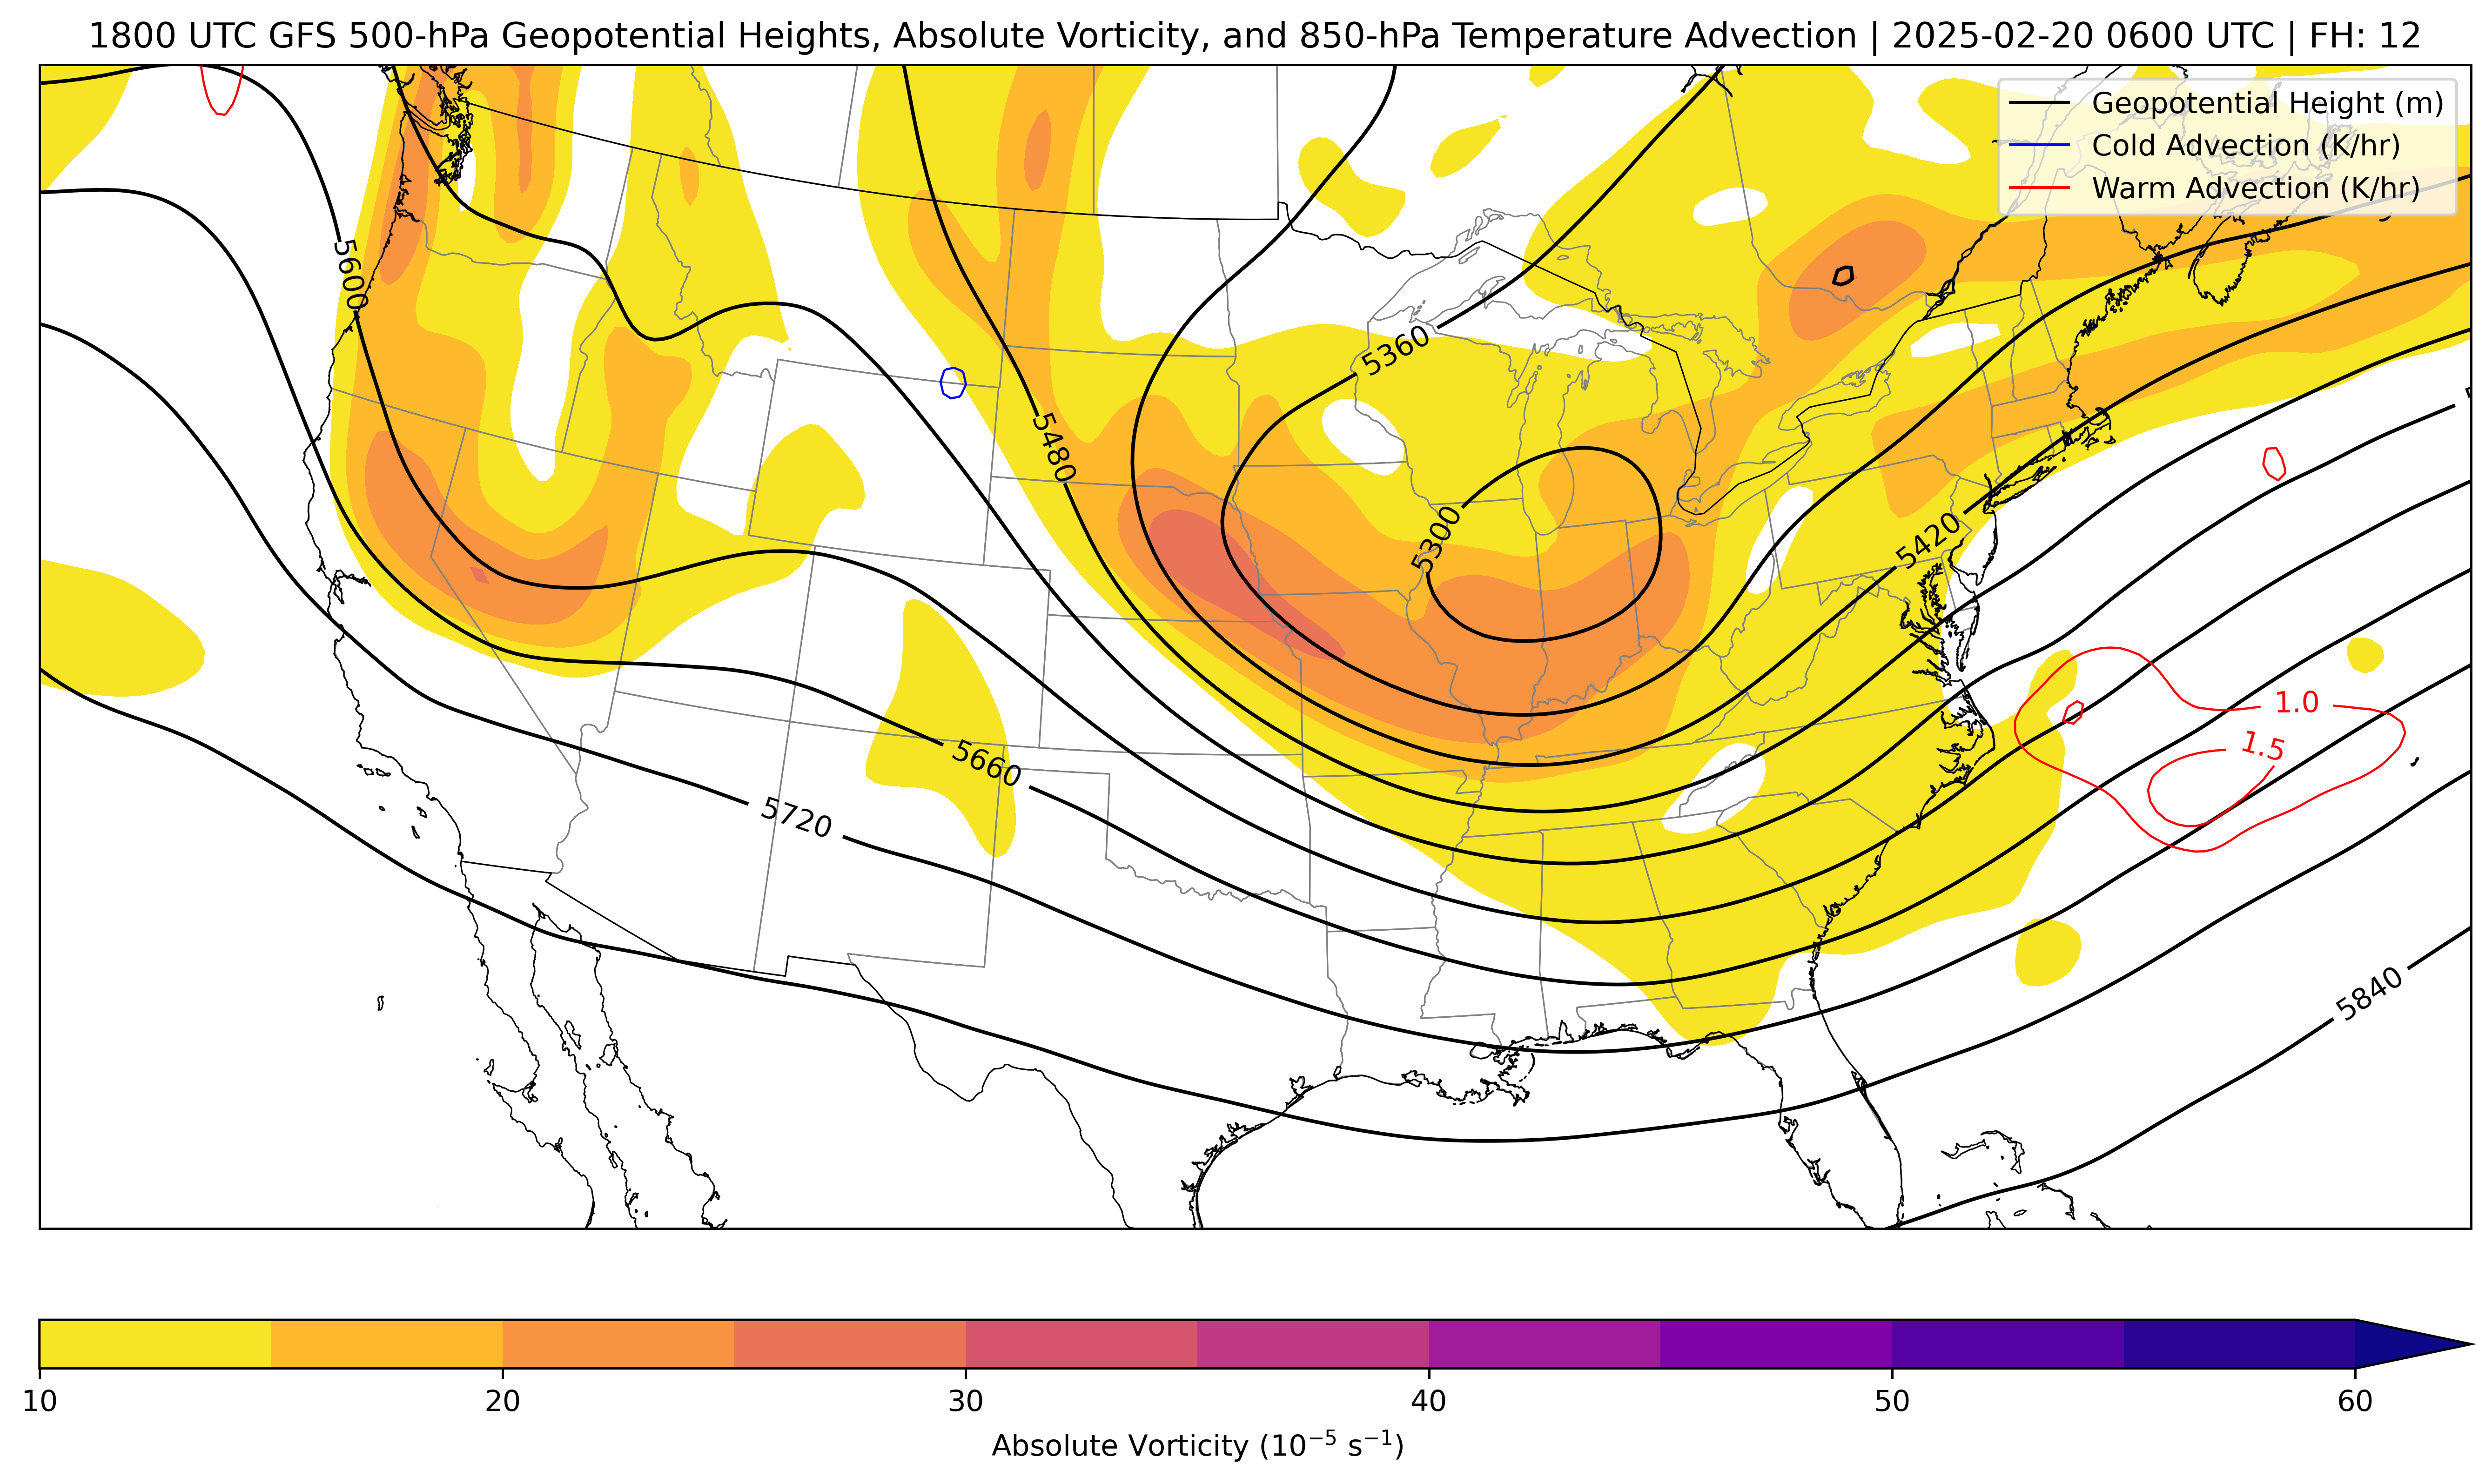 1800 UTC GFS 500-hPa Geopotential Heights, Absolute Vorticity, and 850-hPa Temperature Advection | 2025-02-20 0600 UTC | FH: 12
Geopotential Height (m)
Cold Advection (K/hr)
Warm Advection (K/hr)
5600
5360
5480
5300
5420
1.0
1.5
5660
5720
5840
10 20 30 40 50 60
Absolute Vorticity (10⁻⁵ s⁻¹)